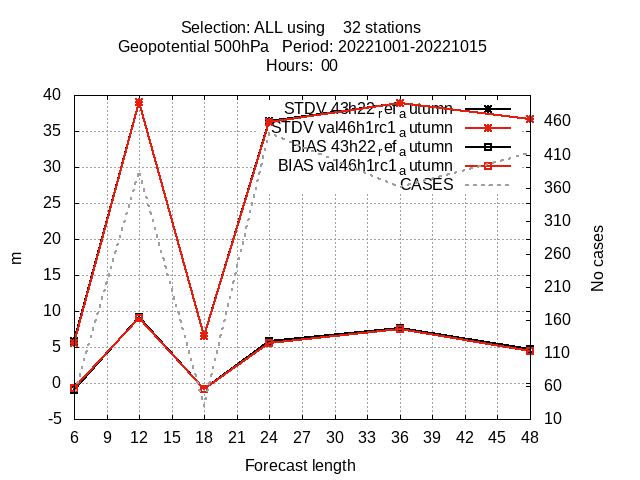 Selection: ALL using    32 stations
Geopotential 500hPa   Period: 20221001-20221015
Hours:  00
STDV 43h22ref_autumn
STDV val46h1rc1_autumn
BIAS 43h22ref_autumn
BIAS val46h1rc1_autumn
CASES
40
35
30
25
20
15
10
5
0
-5
m
460
410
360
310
260
210
160
110
60
10
No cases
6 9 12 15 18 21 24 27 30 33 36 39 42 45 48
Forecast length